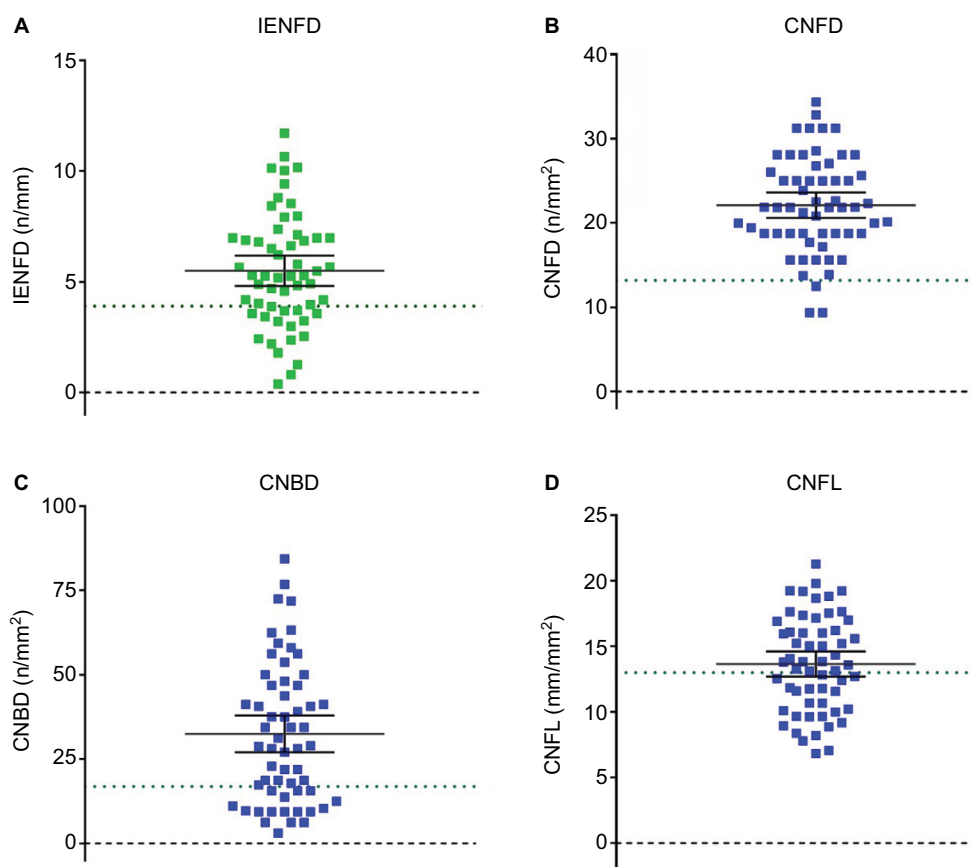 A
IENFD
IENFD (n/mm)
15
10
5
0
B
CNFD
CNFD (n/mm²)
40
30
20
10
0
C
CNBD
CNBD (n/mm²)
100
75
50
25
0
D
CNFL
CNFL (mm/mm²)
25
20
15
10
5
0